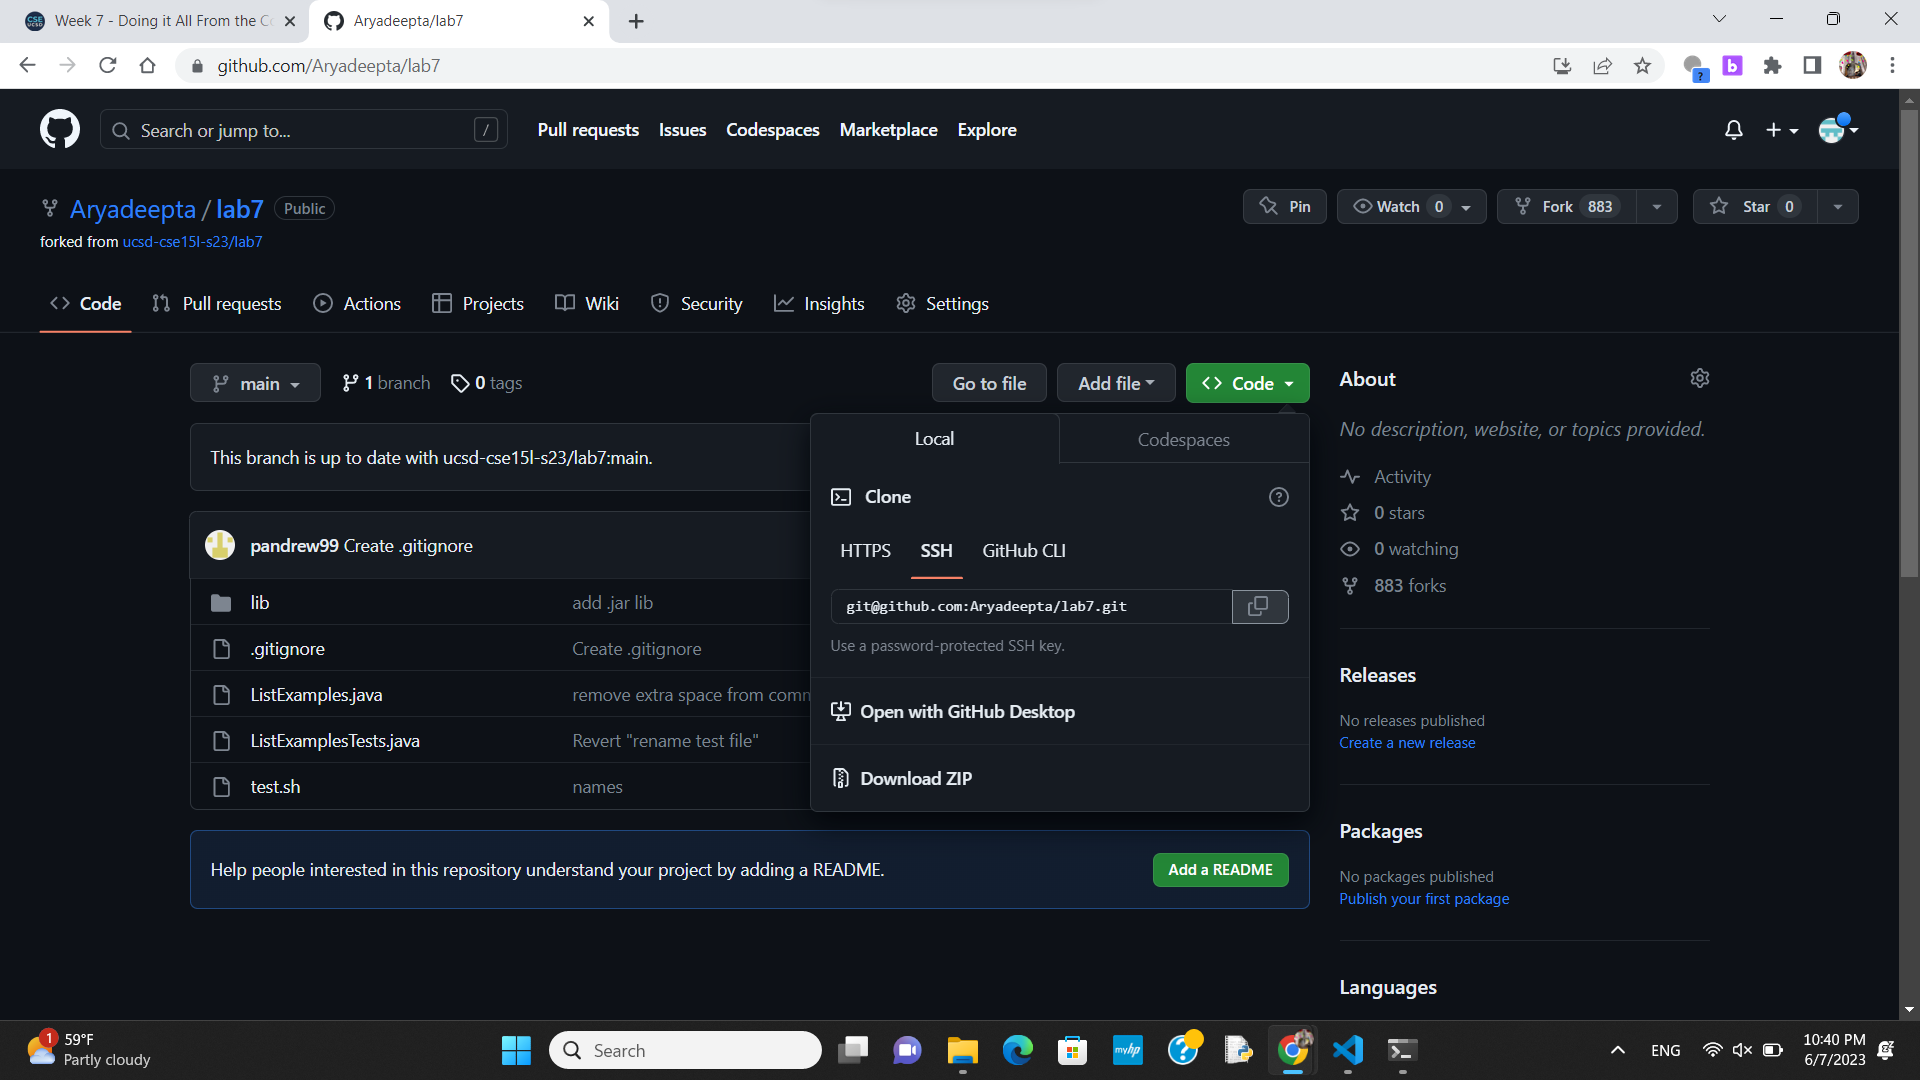 Week 7 - Doing it All From the Co
Aryadeepta/lab7
github.com/Aryadeepta/lab7
Search or jump to...
/
Pull requests
Issues
Codespaces
Marketplace
Explore
Aryadeepta / lab7
Public
forked from ucsd-cse15l-s23/lab7
Pin
Watch 0
Fork 883
Star 0
Code
Pull requests
Actions
Projects
Wiki
Security
Insights
Settings
main
1 branch
0 tags
Go to file
Add file
Code
This branch is up to date with ucsd-cse15l-s23/lab7:main.
pandrew99 Create .gitignore
lib
add .jar lib
.gitignore
Create .gitignore
ListExamples.java
remove extra space from comm
ListExamplesTests.java
Revert "rename test file"
test.sh
names
Local
Codespaces
Clone
HTTPS
SSH
GitHub CLI
git@github.com:Aryadeepta/lab7.git
Use a password-protected SSH key.
Open with GitHub Desktop
Download ZIP
Help people interested in this repository understand your project by adding a README.
Add a README
About
No description, website, or topics provided.
Activity
0 stars
0 watching
883 forks
Releases
No releases published
Create a new release
Packages
No packages published
Publish your first package
Languages
1
59°F
Partly cloudy
Search
myhp
ENG
10:40 PM
6/7/2023